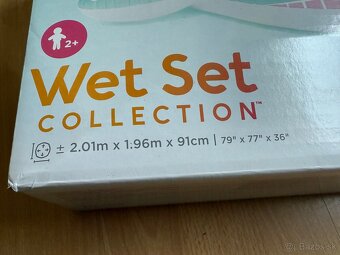 2+
Wet Set
COLLECTION™
± 2.01m x 1.96m x 91cm | 79" x 77" x 36"